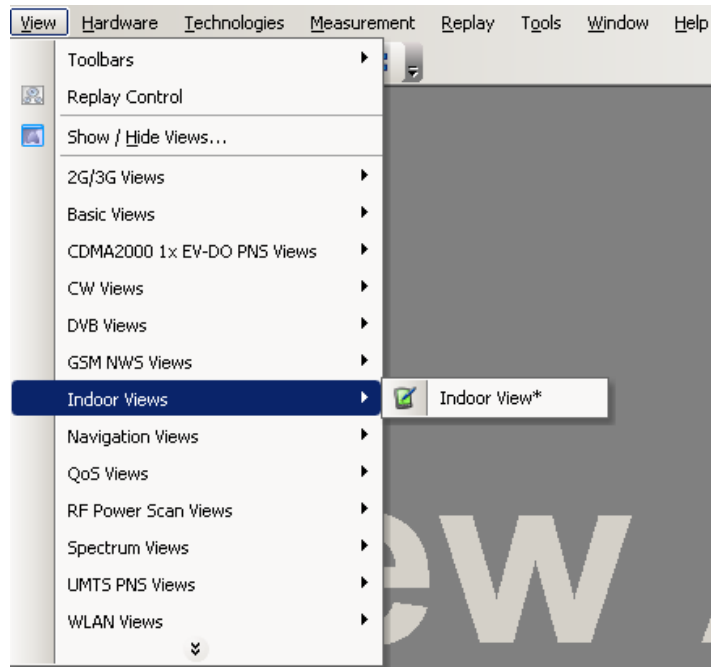 View Hardware Technologies Measurement Replay Tools Window Help
Toolbars
Replay Control
Show / Hide Views...
2G/3G Views
Basic Views
CDMA2000 1x EV-DO PNS Views
CW Views
DVB Views
GSM NWS Views
Indoor Views
Indoor View*
Navigation Views
QoS Views
RF Power Scan Views
Spectrum Views
UMTS PNS Views
WLAN Views